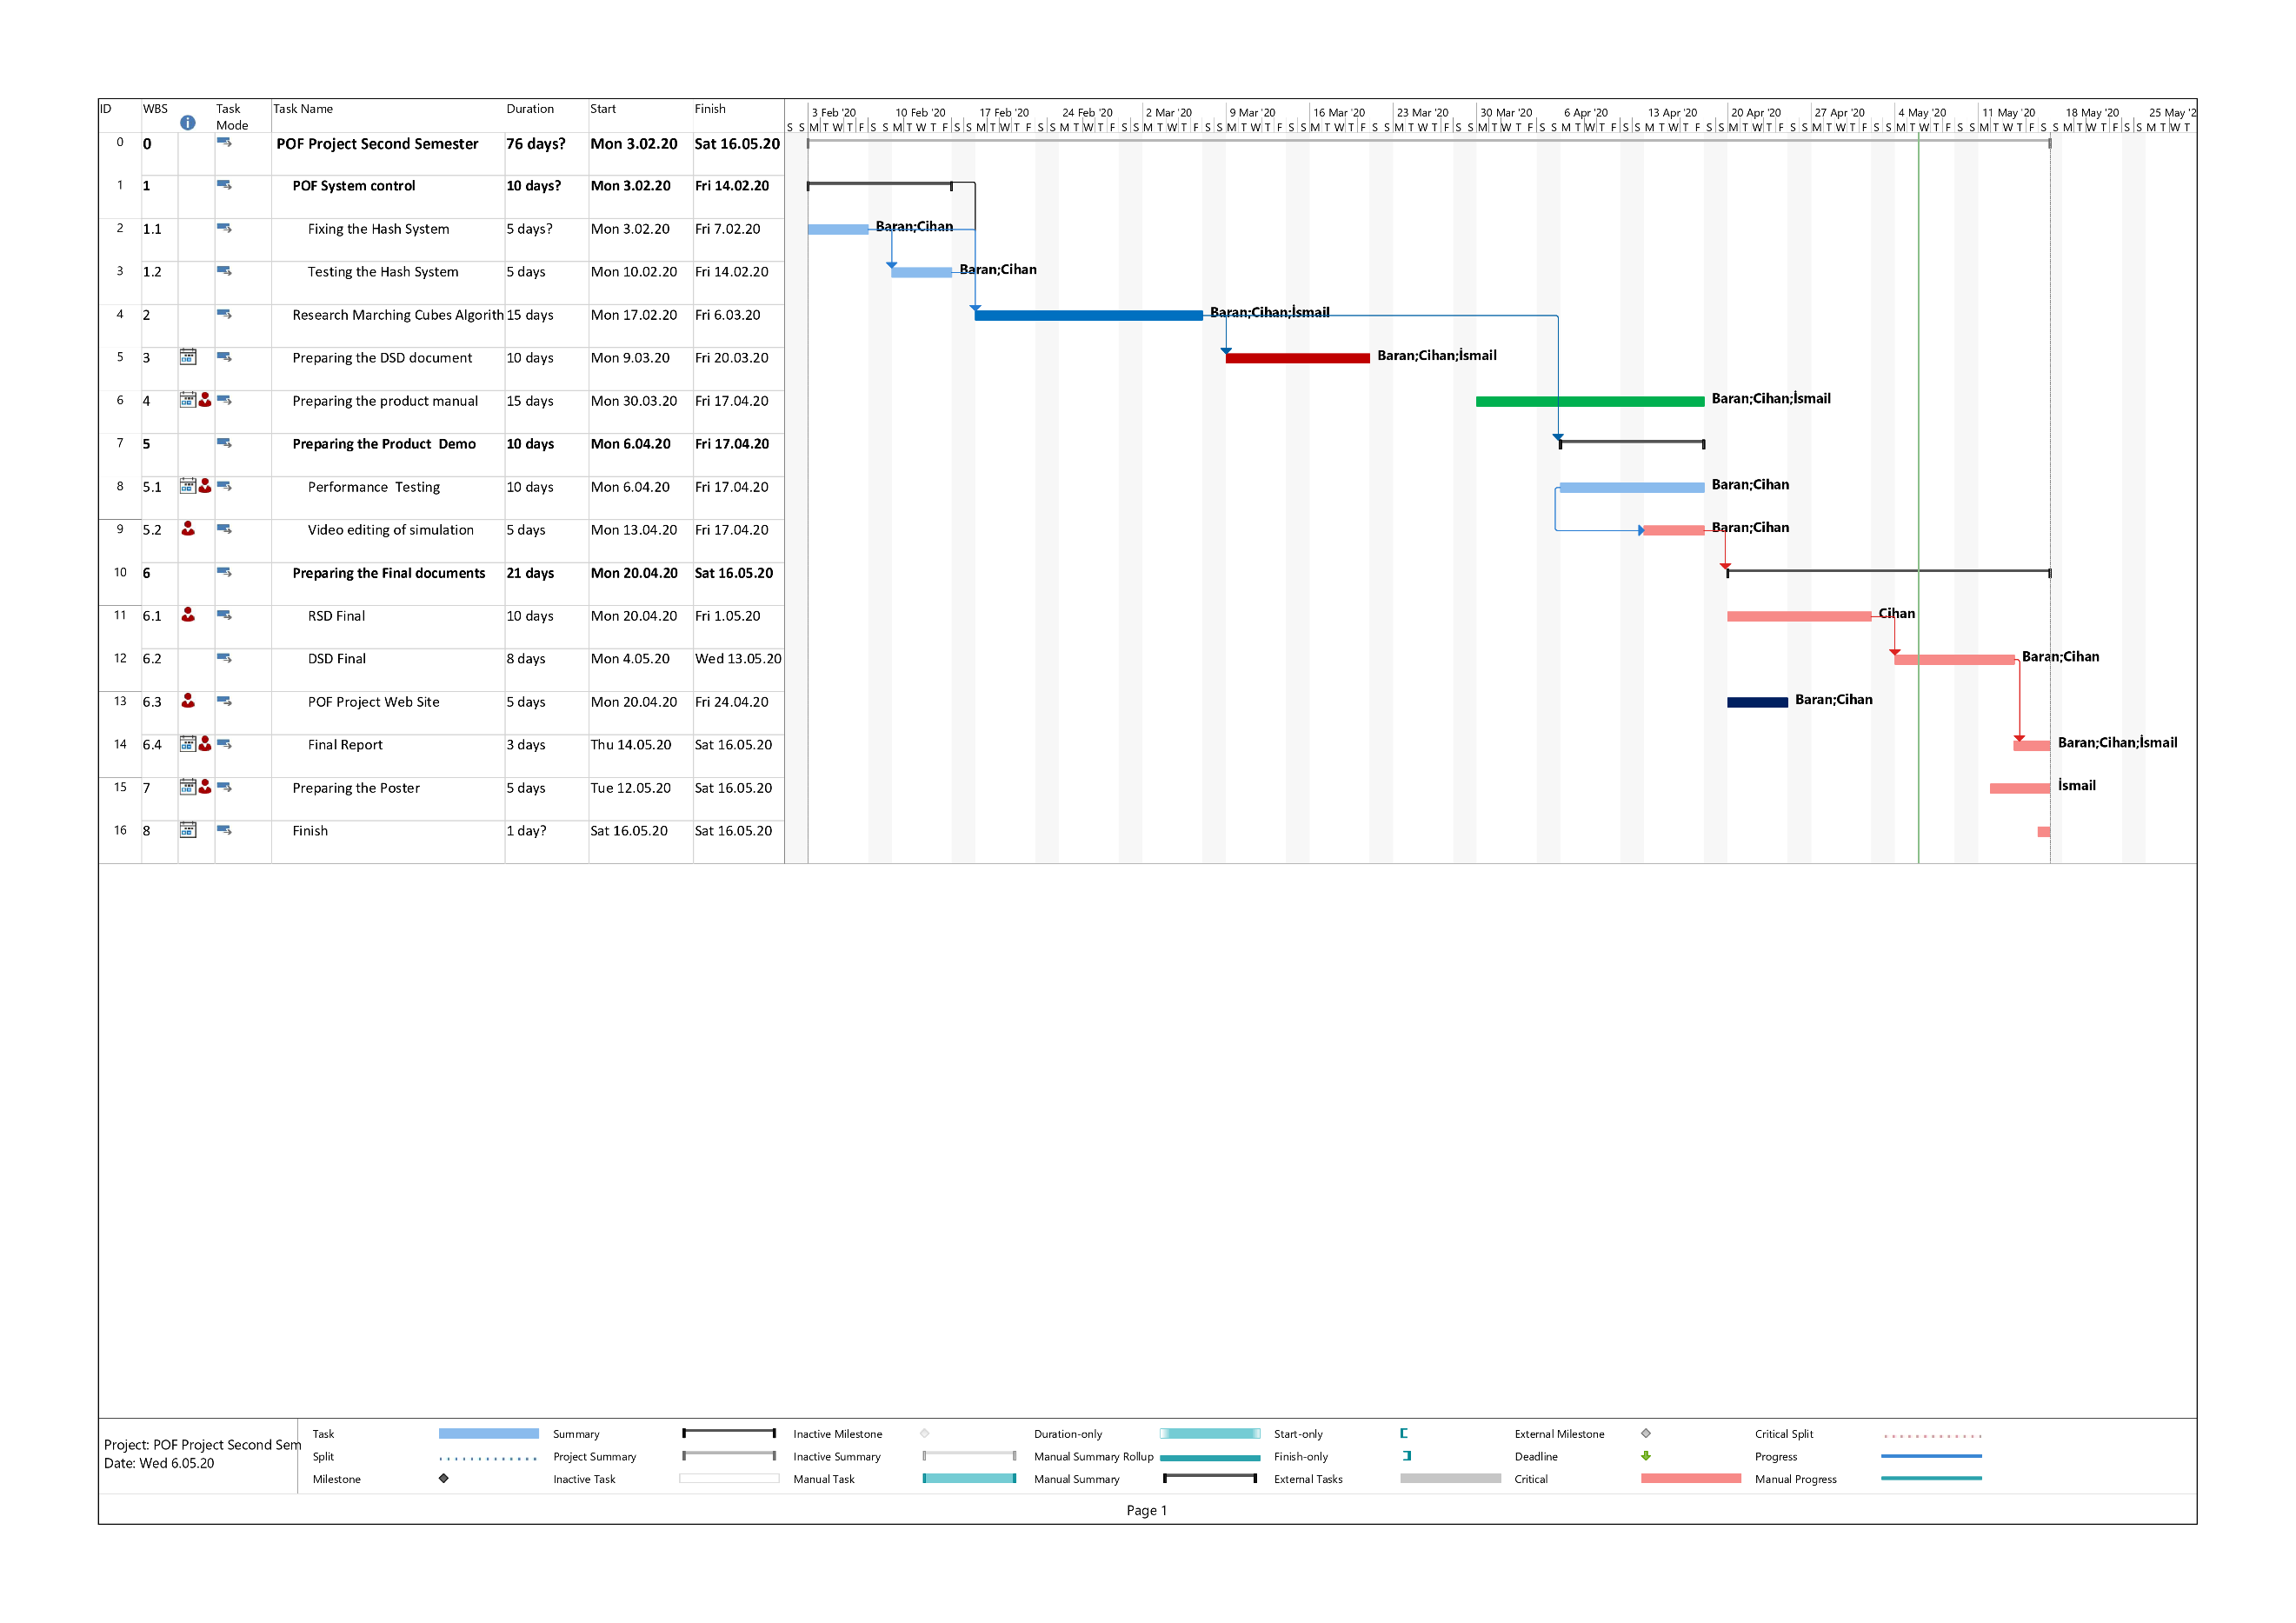 ID WBS Task Mode Task Name Duration Start Finish
3 Feb '20 10 Feb '20 17 Feb '20 24 Feb '20 2 Mar '20 9 Mar '20 16 Mar '20 23 Mar '20 30 Mar '20 6 Apr '20 13 Apr '20 20 Apr '20 27 Apr '20 4 May '20 11 May '20 18 May '20 25 May '2
S S M T W T F S S M T W T F S S M T W T F S S M T W T F S S M T W T F S S M T W T F S S M T W T F S S M T W T F S S M T W T F S S M T W T F S S M T W T F S S M T W T F S S M T W T F S S M T W T F S S M T W T F S S M T W T F S S M T W T
0 0 POF Project Second Semester 76 days? Mon 3.02.20 Sat 16.05.20
1 1 POF System control 10 days? Mon 3.02.20 Fri 14.02.20
2 1.1 Fixing the Hash System 5 days? Mon 3.02.20 Fri 7.02.20 Baran;Cihan
3 1.2 Testing the Hash System 5 days Mon 10.02.20 Fri 14.02.20 Baran;Cihan
4 2 Research Marching Cubes Algorith 15 days Mon 17.02.20 Fri 6.03.20 Baran;Cihan;İsmail
5 3 Preparing the DSD document 10 days Mon 9.03.20 Fri 20.03.20 Baran;Cihan;İsmail
6 4 Preparing the product manual 15 days Mon 30.03.20 Fri 17.04.20 Baran;Cihan;İsmail
7 5 Preparing the Product Demo 10 days Mon 6.04.20 Fri 17.04.20
8 5.1 Performance Testing 10 days Mon 6.04.20 Fri 17.04.20 Baran;Cihan
9 5.2 Video editing of simulation 5 days Mon 13.04.20 Fri 17.04.20 Baran;Cihan
10 6 Preparing the Final documents 21 days Mon 20.04.20 Sat 16.05.20
11 6.1 RSD Final 10 days Mon 20.04.20 Fri 1.05.20 Cihan
12 6.2 DSD Final 8 days Mon 4.05.20 Wed 13.05.20 Baran;Cihan
13 6.3 POF Project Web Site 5 days Mon 20.04.20 Fri 24.04.20 Baran;Cihan
14 6.4 Final Report 3 days Thu 14.05.20 Sat 16.05.20 Baran;Cihan;İsmail
15 7 Preparing the Poster 5 days Tue 12.05.20 Sat 16.05.20 İsmail
16 8 Finish 1 day? Sat 16.05.20 Sat 16.05.20
Project: POF Project Second Sem
Date: Wed 6.05.20
Task Summary Inactive Milestone Duration-only Start-only External Milestone Critical Split
Split Project Summary Inactive Summary Manual Summary Rollup Finish-only Deadline Progress
Milestone Inactive Task Manual Task Manual Summary External Tasks Critical Manual Progress
Page 1